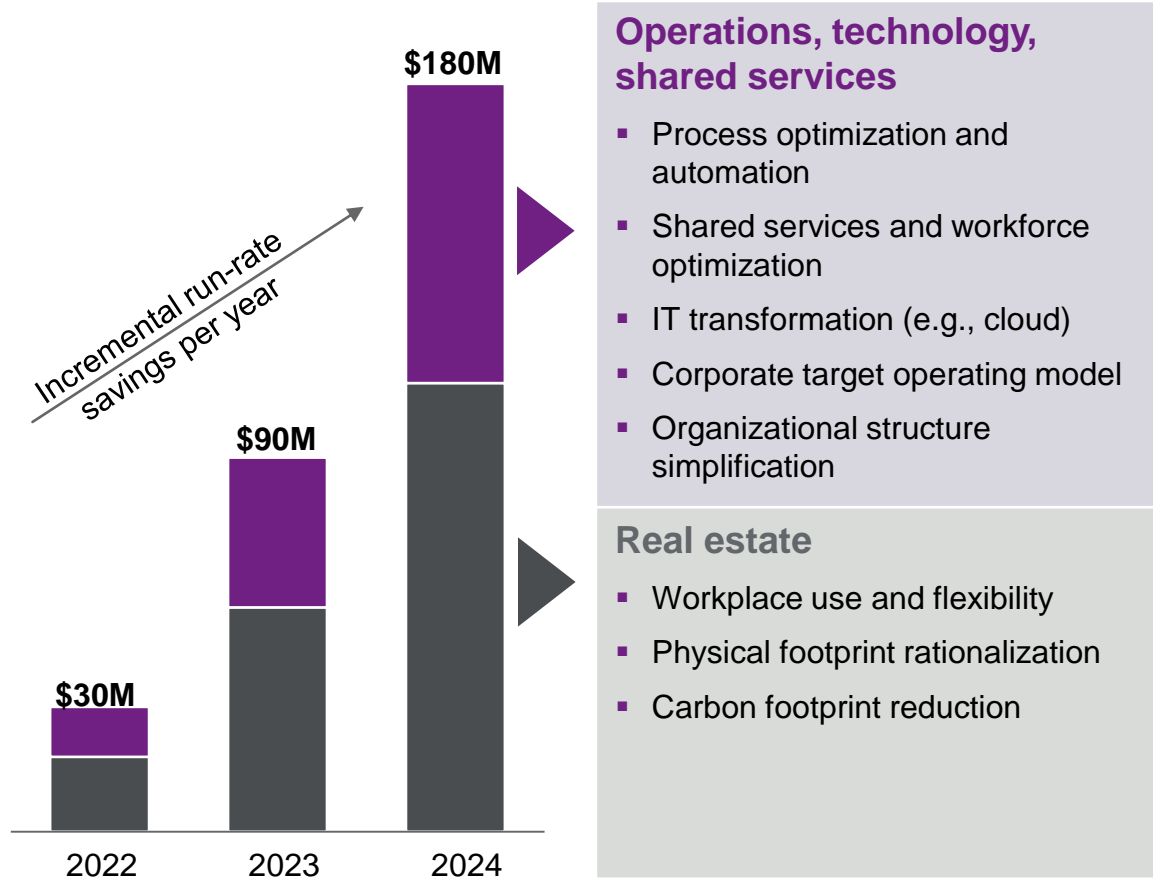 $180M
$90M
$30M
Incremental run-rate
savings per year
2022
2023
2024
Operations, technology,
shared services
▪ Process optimization and
automation
▪ Shared services and workforce
optimization
▪ IT transformation (e.g., cloud)
▪ Corporate target operating model
▪ Organizational structure
simplification
Real estate
▪ Workplace use and flexibility
▪ Physical footprint rationalization
▪ Carbon footprint reduction